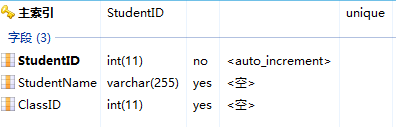 主索引 StudentID unique
字段 (3)
StudentID int(11) no <auto_increment>
StudentName varchar(255) yes <空>
ClassID int(11) yes <空>